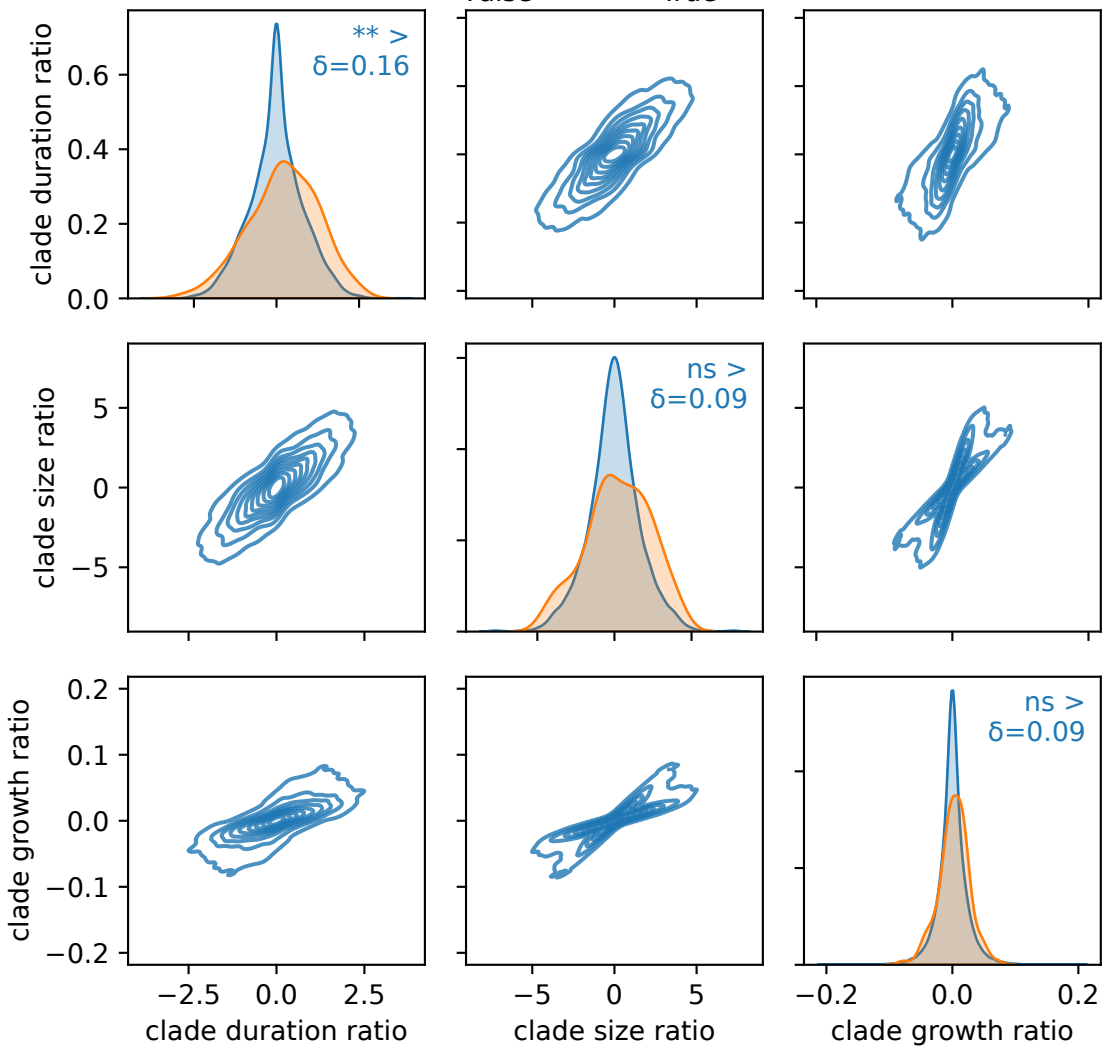 clade duration ratio
0.6
0.4
0.2
0.0
** >
δ=0.16
clade size ratio
5
0
−5
ns >
δ=0.09
clade growth ratio
0.2
0.1
0.0
−0.1
−0.2
ns >
δ=0.09
−2.5 0.0 2.5
−5 0 5
−0.2 0.0 0.2
clade duration ratio
clade size ratio
clade growth ratio